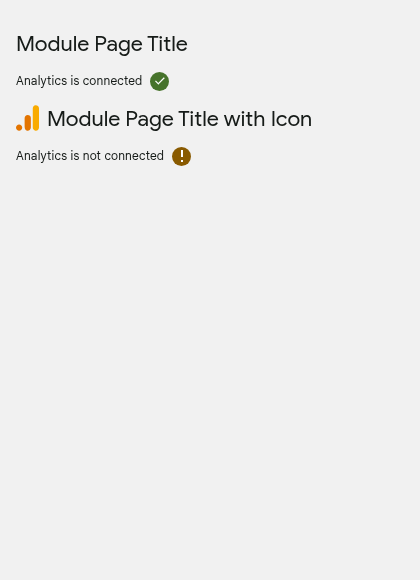 Module Page Title
Analytics is connected
Module Page Title with Icon
Analytics is not connected